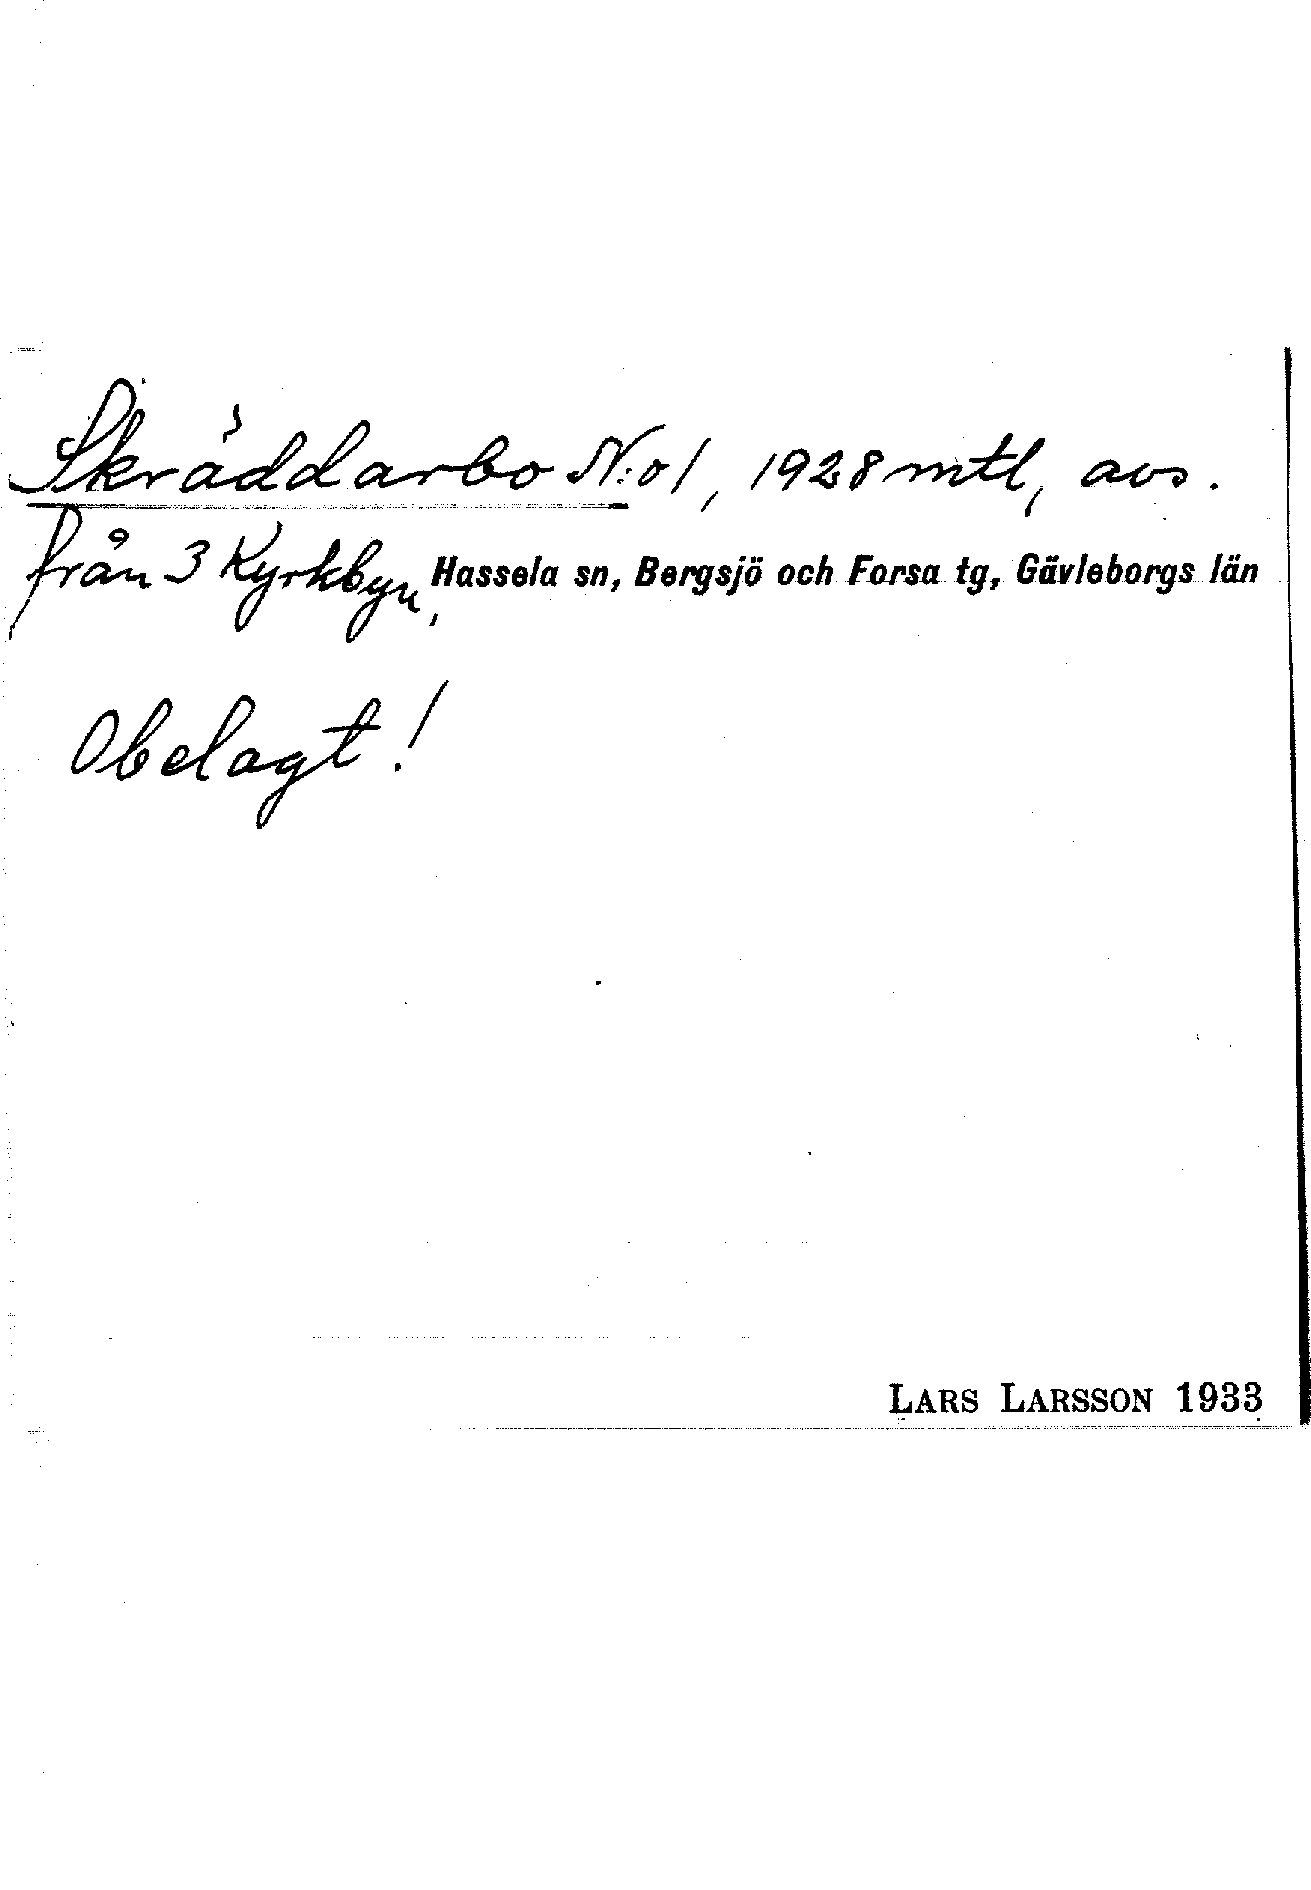 Skräddarbo N:o 1, 1928 mtl, avs.
från 3 Kyrkbyn, Hassela sn, Bergsjö och Forsa tg, Gävleborgs län
Obelagt!
LARS LARSSON 1933